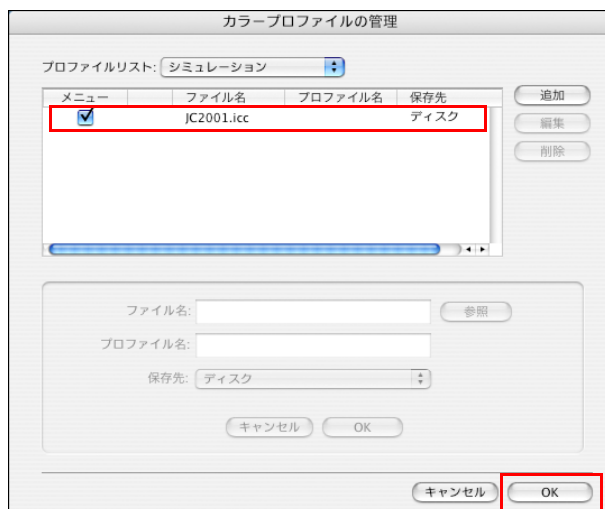 カラープロファイルの管理
プロファイルリスト: シミュレーション
メニュー ファイル名 プロファイル名 保存先
JC2001.icc ディスク
追加
編集
削除
ファイル名:
参照
プロファイル名:
保存先: ディスク
キャンセル OK
キャンセル OK